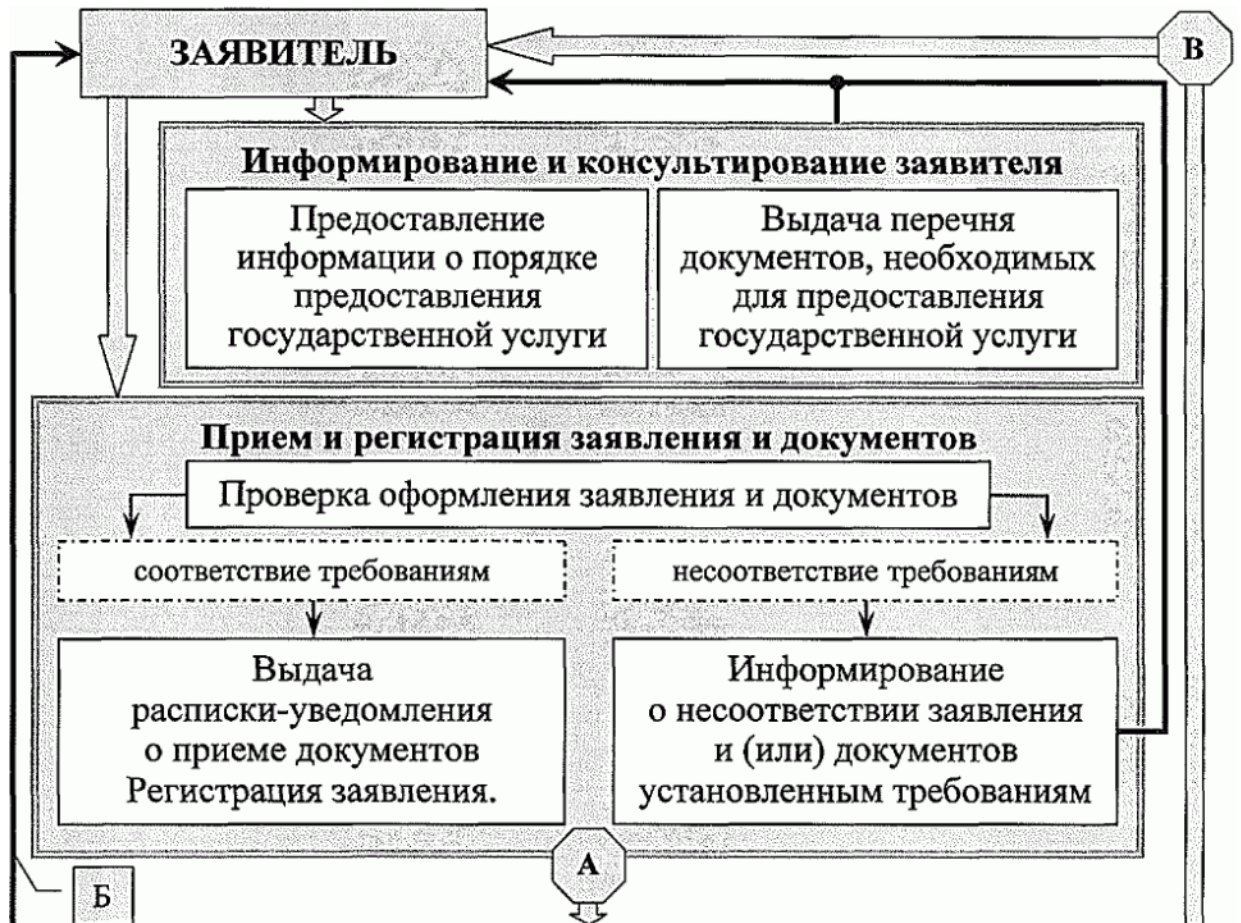 ЗАЯВИТЕЛЬ
В
Информирование и консультирование заявителя
Предоставление
информации о порядке
предоставления
государственной услуги
Выдача перечня
документов, необходимых
для предоставления
государственной услуги
Прием и регистрация заявления и документов
Проверка оформления заявления и документов
соответствие требованиям
несоответствие требованиям
Выдача
расписки-уведомления
о приеме документов
Регистрация заявления.
Информирование
о несоответствии заявления
и (или) документов
установленным требованиям
А
Б